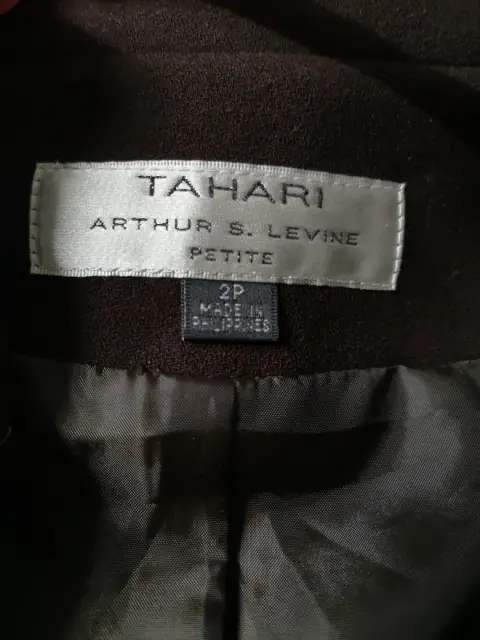 TAHARI
ARTHUR S. LEVINE
PETITE
2P
MADE IN
PHILIPPINES